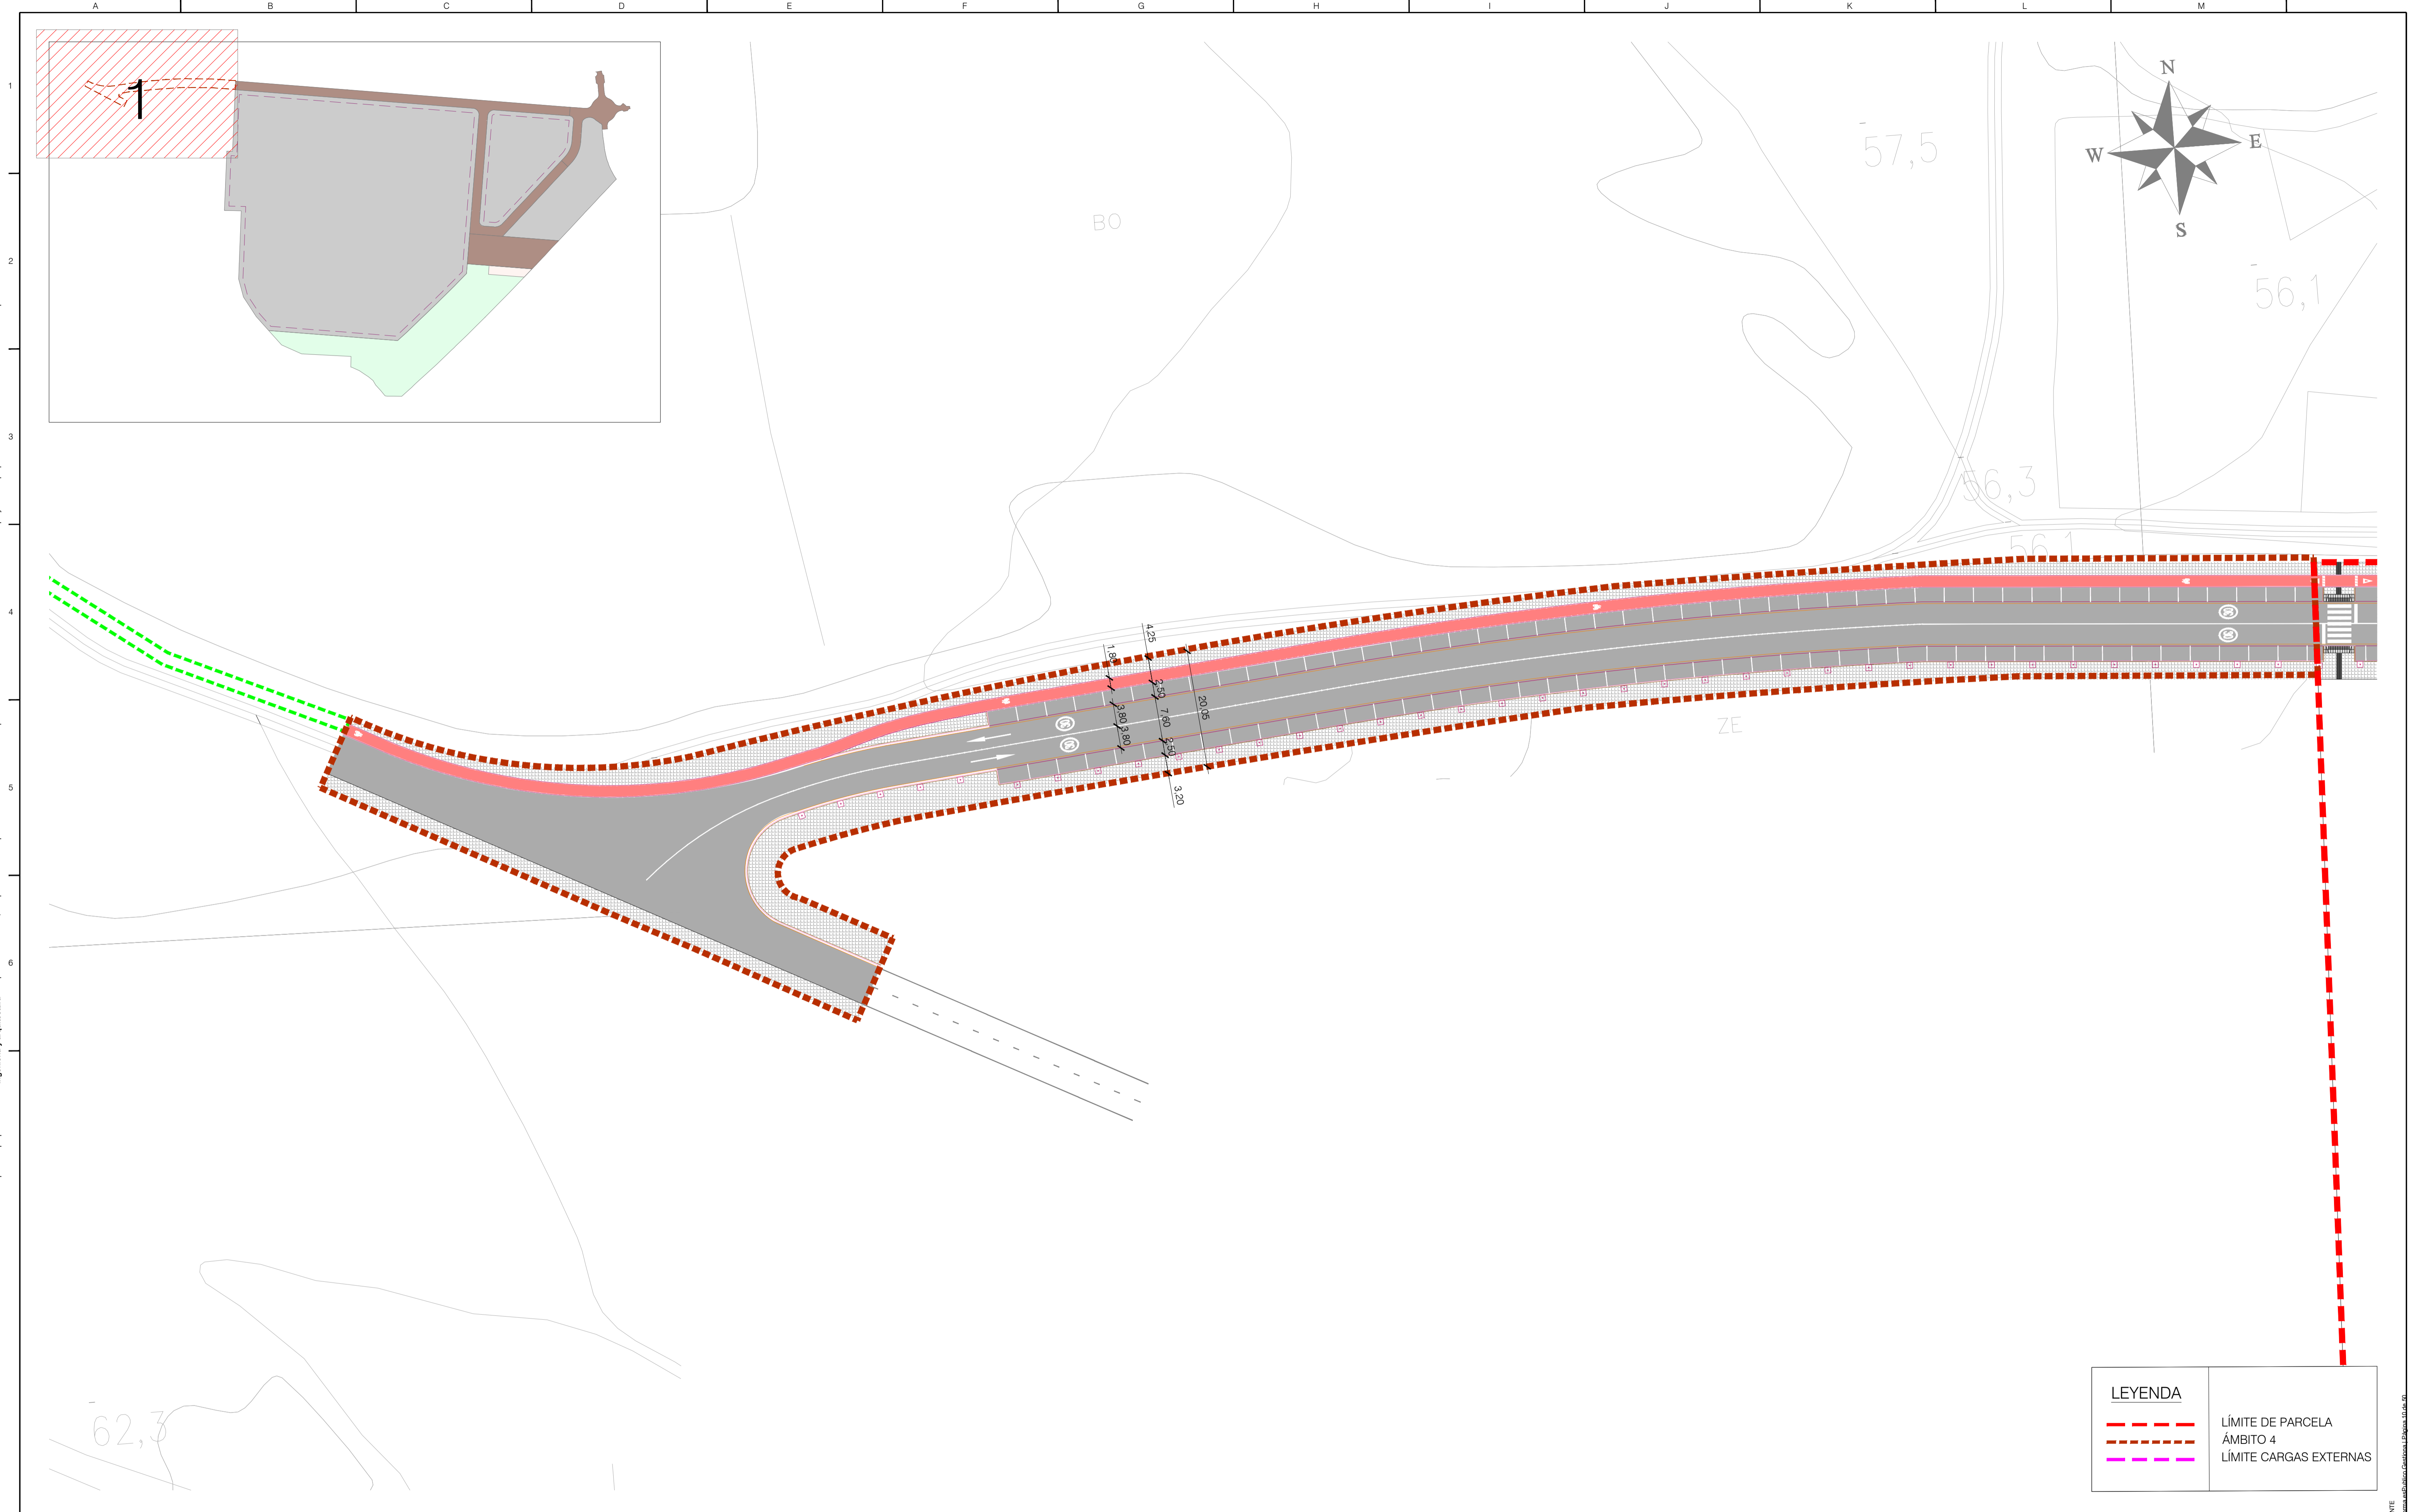 A B C D E F G H I J K L M
1
2
3
4
5
6
1
N
W E
S
57,5
56,1
56,3
56,1
BO
ZE
62,3
4,25
1,80
2,50
20,05
7,60
3,80
3,80
2,50
3,20
LEYENDA
LÍMITE DE PARCELA
ÁMBITO 4
LÍMITE CARGAS EXTERNAS